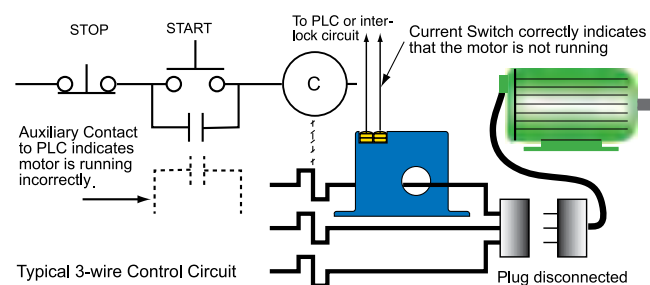 STOP
START
To PLC or inter-
lock circuit
Current Switch correctly indicates
that the motor is not running
C
Auxiliary Contact
to PLC indicates
motor is running
incorrectly.
Typical 3-wire Control Circuit
Plug disconnected